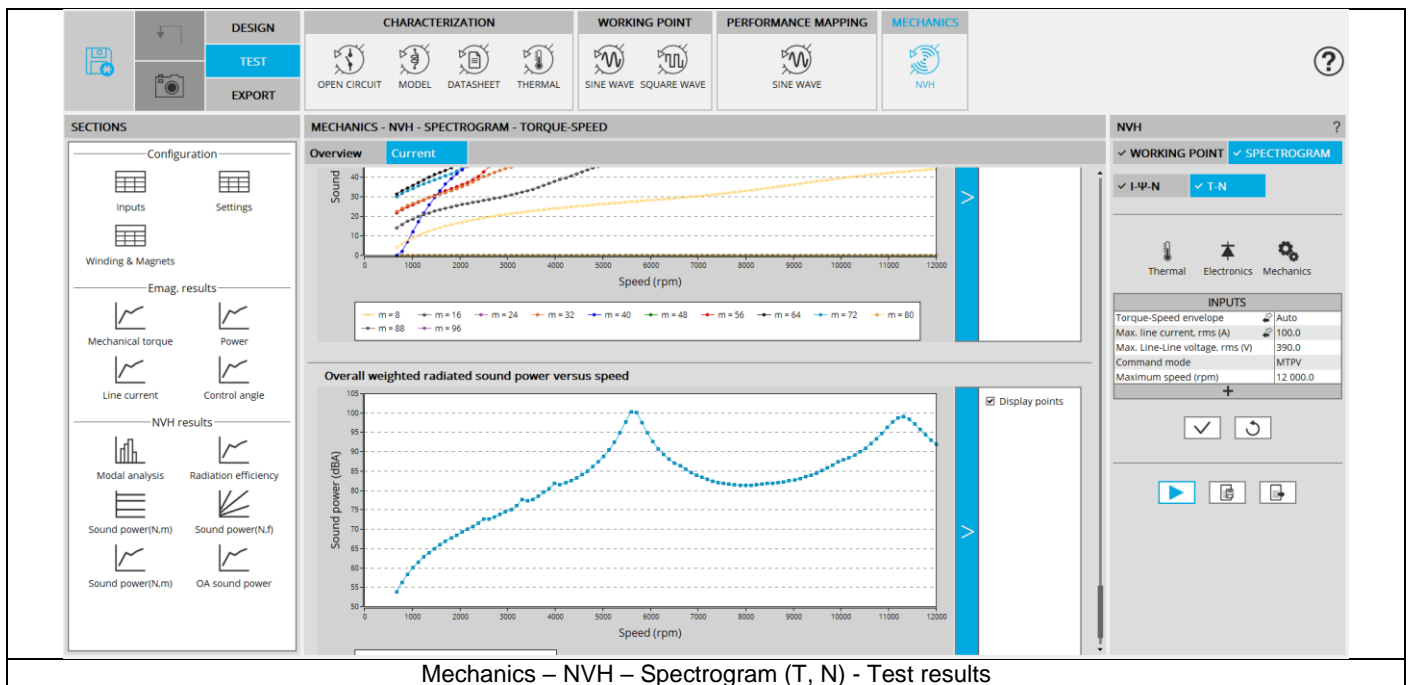 DESIGN
TEST
EXPORT
CHARACTERIZATION
OPEN CIRCUIT MODEL DATASHEET THERMAL
WORKING POINT
SINE WAVE SQUARE WAVE
PERFORMANCE MAPPING
SINE WAVE
MECHANICS
NVH
?
SECTIONS
Configuration
Inputs Settings
Winding & Magnets
Emag. results
Mechanical torque Power
Line current Control angle
NVH results
Modal analysis Radiation efficiency
Sound power(N,m) Sound power(N,f)
Sound power(N,m) OA sound power
MECHANICS - NVH - SPECTROGRAM - TORQUE-SPEED
Overview Current
Sound
40
30
20
10
0
0 1000 2000 3000 4000 5000 6000 7000 8000 9000 10000 11000 12000
Speed (rpm)
m = 8 m = 16 m = 24 m = 32 m = 40 m = 48 m = 56 m = 64 m = 72 m = 80
m = 88 m = 96
>
Overall weighted radiated sound power versus speed
Sound power (dBA)
105
100
95
90
85
80
75
70
65
60
55
50
0 1000 2000 3000 4000 5000 6000 7000 8000 9000 10000 11000 12000
Speed (rpm)
>
Display points
NVH ?
WORKING POINT SPECTROGRAM
I-Ψ-N T-N
Thermal Electronics Mechanics
INPUTS
Torque-Speed envelope Auto
Max. line current, rms (A) 100.0
Max. Line-Line voltage, rms (V) 390.0
Command mode MTPV
Maximum speed (rpm) 12 000.0
+
Mechanics – NVH – Spectrogram (T, N) - Test results